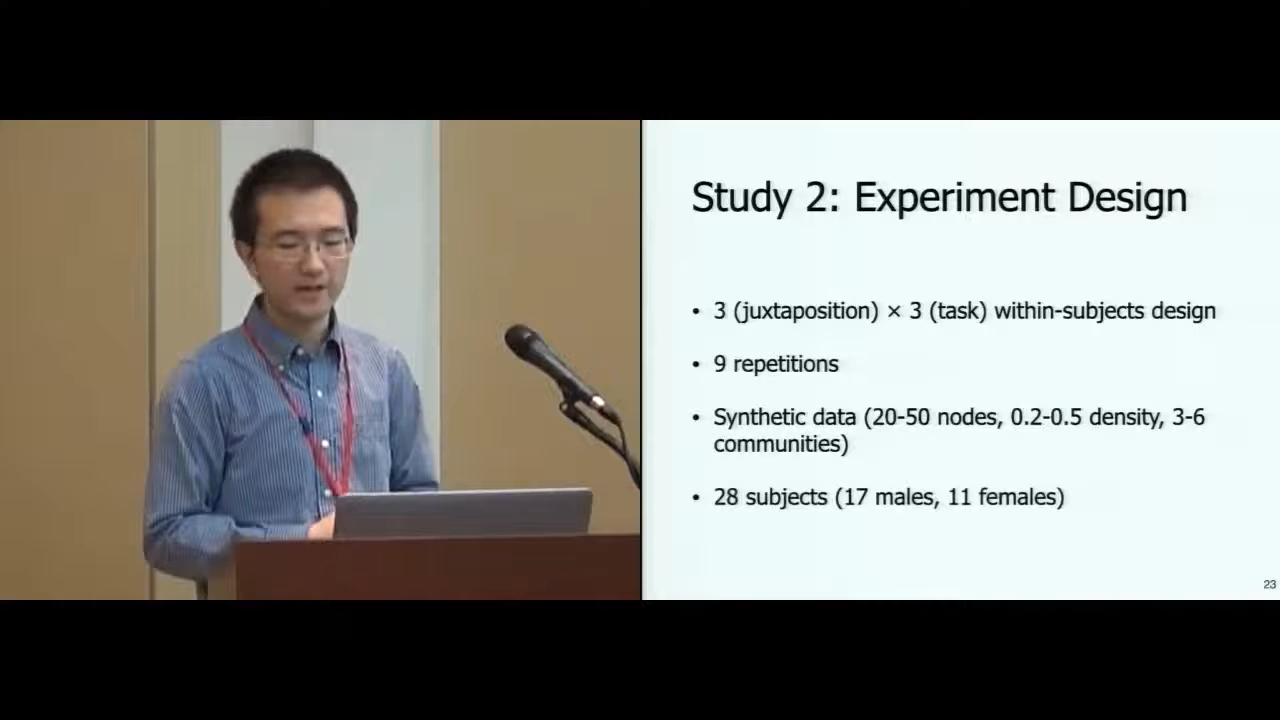 Study 2: Experiment Design
• 3 (juxtaposition) × 3 (task) within-subjects design
• 9 repetitions
• Synthetic data (20-50 nodes, 0.2-0.5 density, 3-6
communities)
• 28 subjects (17 males, 11 females)
23